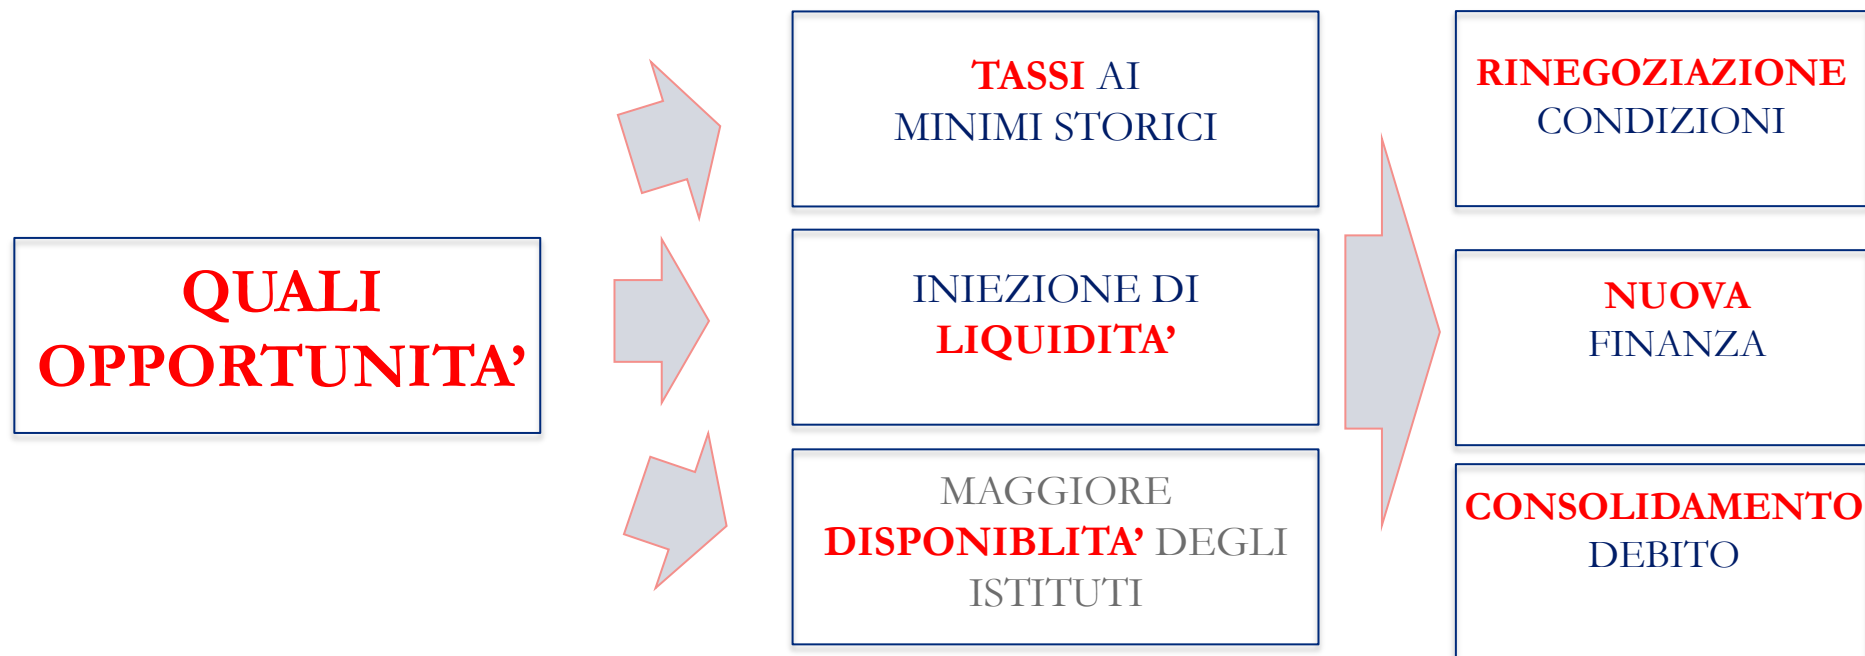 QUALI
OPPORTUNITA’
TASSI AI
MINIMI STORICI
INIEZIONE DI
LIQUIDITA’
MAGGIORE
DISPONIBLITA’ DEGLI
ISTITUTI
RINEGOZIAZIONE
CONDIZIONI
NUOVA
FINANZA
CONSOLIDAMENTO
DEBITO